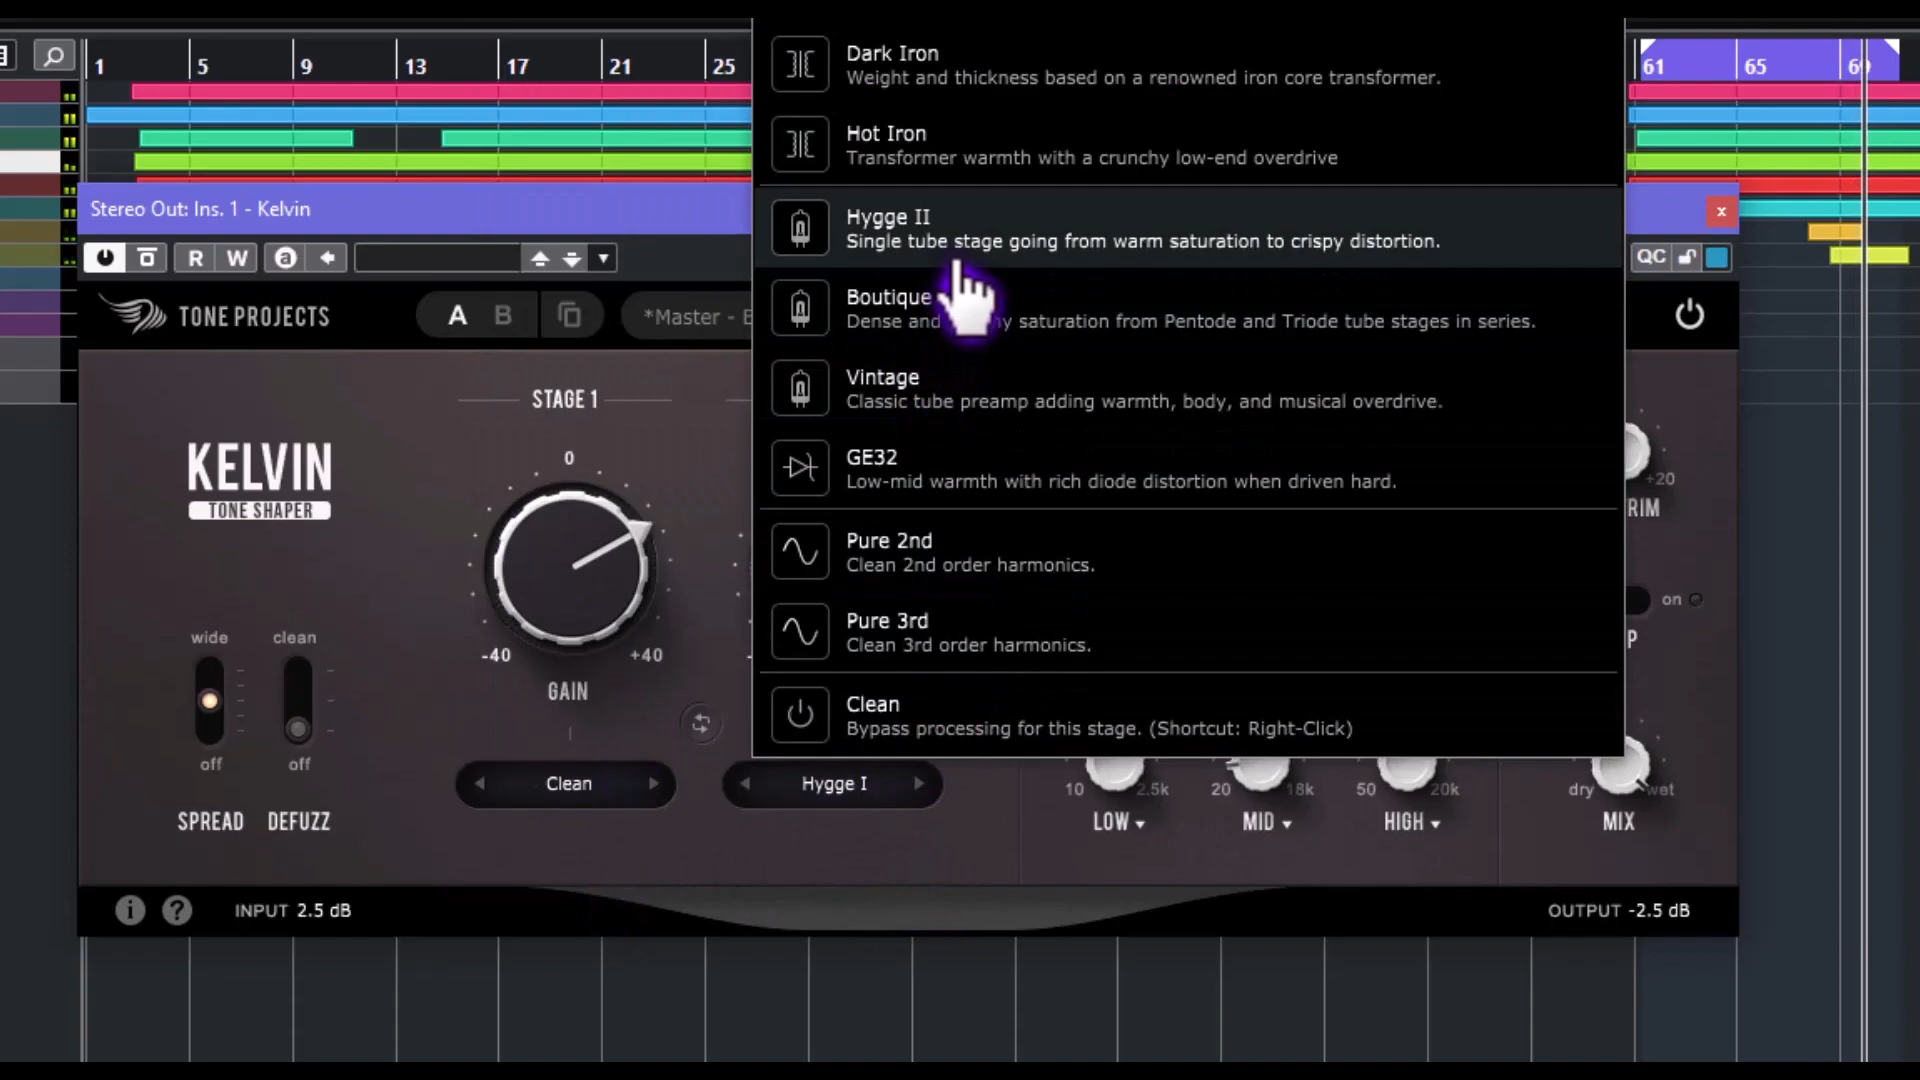 1
5
9
13
17
21
25
61
65
69
Dark Iron
Weight and thickness based on a renowned iron core transformer.
Hot Iron
Transformer warmth with a crunchy low-end overdrive
Hygge II
Single tube stage going from warm saturation to crispy distortion.
Boutique
Dense and saturation from Pentode and Triode tube stages in series.
Vintage
Classic tube preamp adding warmth, body, and musical overdrive.
GE32
Low-mid warmth with rich diode distortion when driven hard.
Pure 2nd
Clean 2nd order harmonics.
Pure 3rd
Clean 3rd order harmonics.
Clean
Bypass processing for this stage. (Shortcut: Right-Click)
Stereo Out: Ins. 1 - Kelvin
x
R W a
QC
TONE PROJECTS
A B
*Master -
STAGE 1
KELVIN
TONE SHAPER
0
-40
+40
GAIN
wide
clean
off
off
SPREAD
DEFUZZ
Clean
Hygge I
+20
RIM
on
P
10
2.5k
LOW
20
18k
MID
50
20k
HIGH
dry
wet
MIX
i ?
INPUT 2.5 dB
OUTPUT -2.5 dB